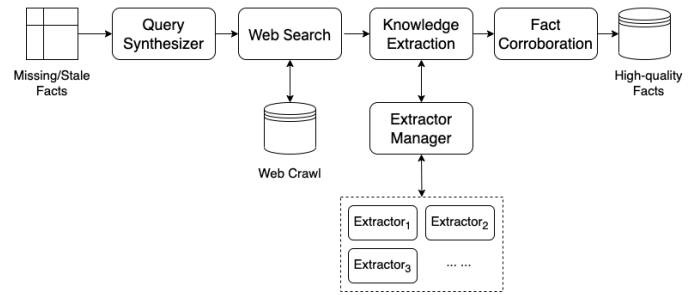 Query
Synthesizer
Web Search
Knowledge
Extraction
Fact
Corroboration
Missing/Stale
Facts
High-quality
Facts
Extractor
Manager
Web Crawl
Extractor1
Extractor2
Extractor3
... ...